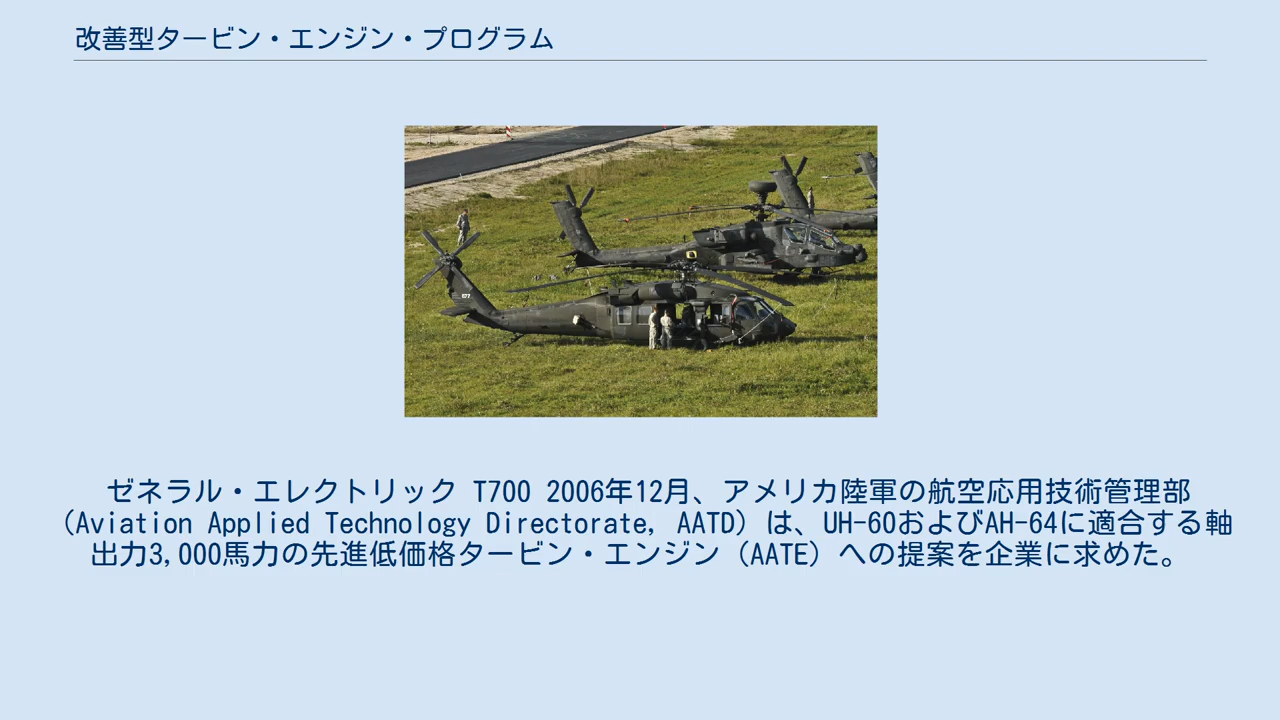 改善型タービン・エンジン・プログラム
ゼネラル・エレクトリック T700 2006年12月、アメリカ陸軍の航空応用技術管理部
（Aviation Applied Technology Directorate, AATD）は、UH-60およびAH-64に適合する軸
出力3,000馬力の先進低価格タービン・エンジン（AATE）への提案を企業に求めた。